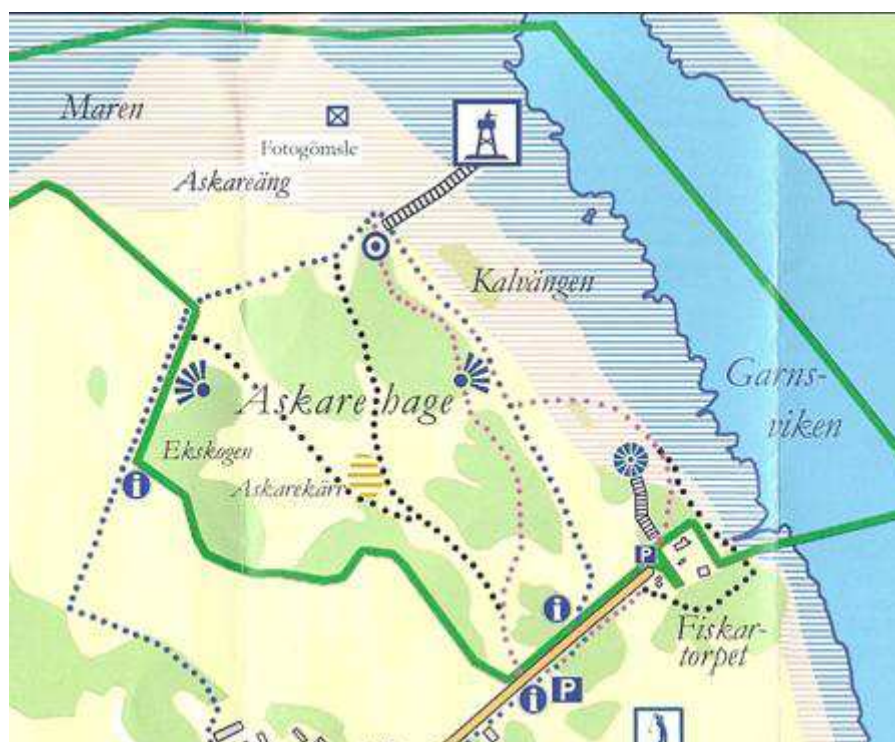 Maren
Fotogömsle
Askareäng
Kalvängen
Garns-
viken
Askare hage
Ekskogen
Askarekärr
i
P
i
Fiskar-
torpet
i
P